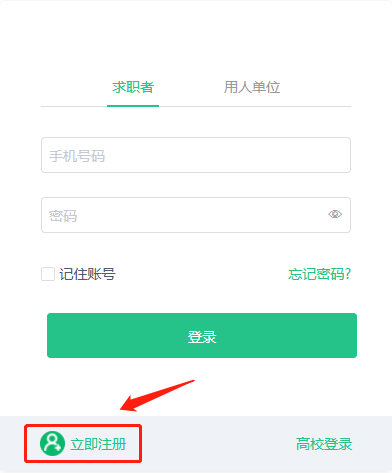 求职者 用人单位
手机号码
密码
记住账号 忘记密码?
登录
立即注册 高校登录